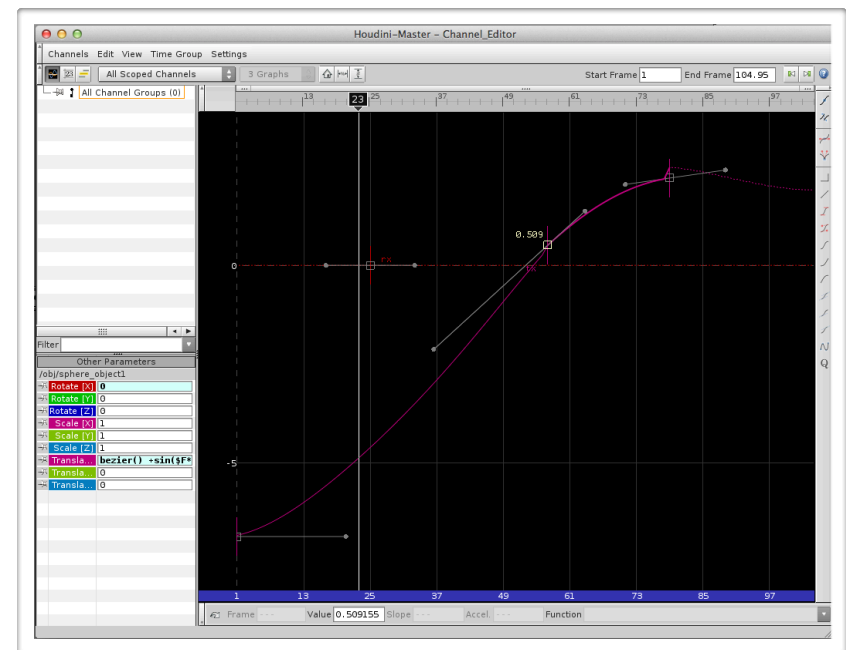 Houdini-Master - Channel_Editor
Channels Edit View Time Group Settings
All Scoped Channels 3 Graphs Start Frame 1 End Frame 104.95
All Channel Groups (0)
13 23 25 37 49 61 73 85 97
0.509
rx
0
tx
-5
Filter
Other Parameters
/obj/sphere_object1
Rotate [X] 0
Rotate [Y] 0
Rotate [Z] 0
Scale [X] 1
Scale [Y] 1
Scale [Z] 1
Transla... bezier() +sin($F*
Transla... 0
Transla... 0
1 13 25 37 49 61 73 85 97
Frame --- Value 0.509155 Slope --- Accel. --- Function
Q